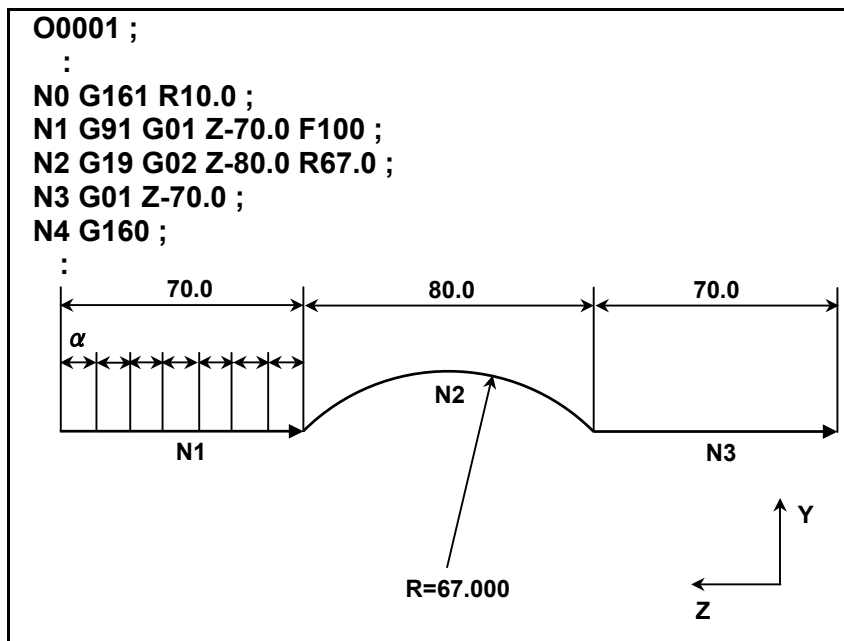 O0001 ;
:
N0 G161 R10.0 ;
N1 G91 G01 Z-70.0 F100 ;
N2 G19 G02 Z-80.0 R67.0 ;
N3 G01 Z-70.0 ;
N4 G160 ;
:
70.0 80.0 70.0
α
N2
N1 N3
Y
R=67.000
Z